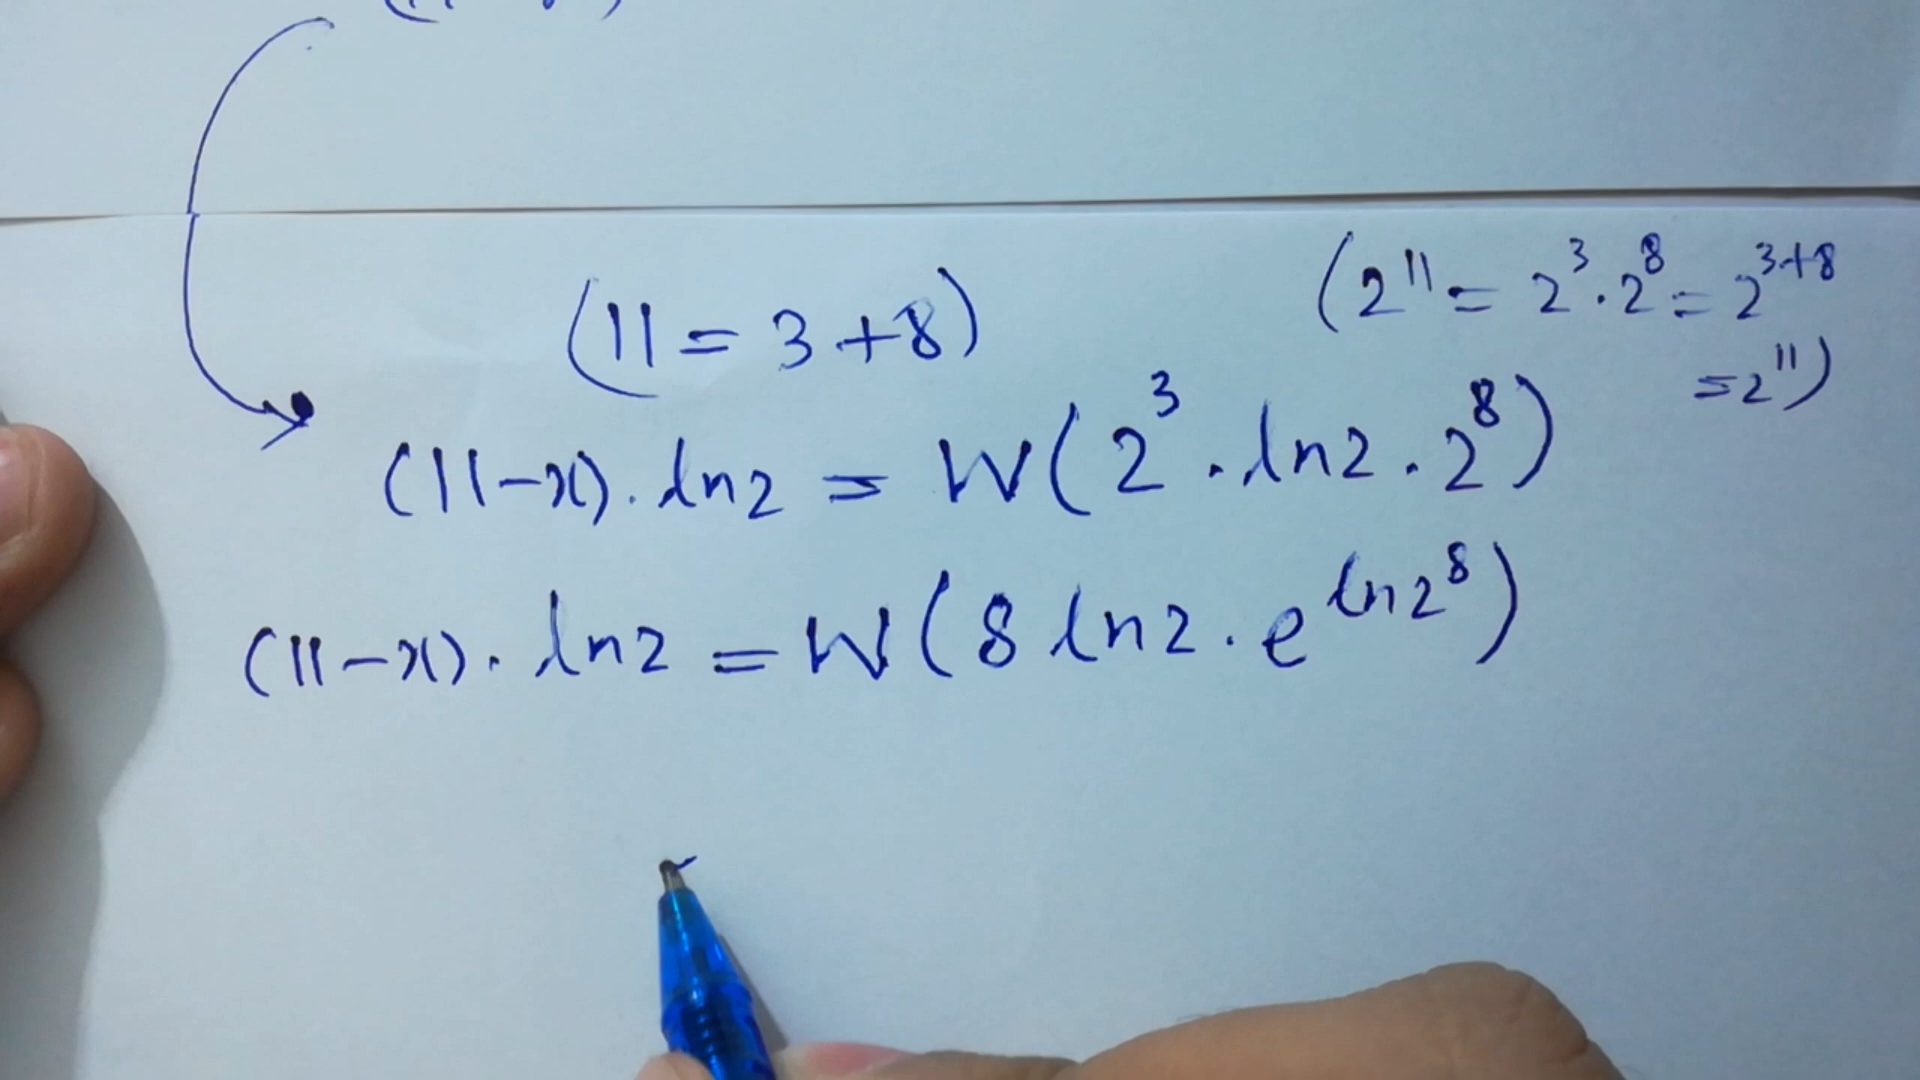 (11 = 3 + 8)
(2¹¹ = 2³ · 2⁸ = 2³⁺⁸
= 2¹¹)
(11 - x) · ln2 = W(2³ · ln2 · 2⁸)
(11 - x) · ln2 = W(8 ln2 · e^(ln2⁸))